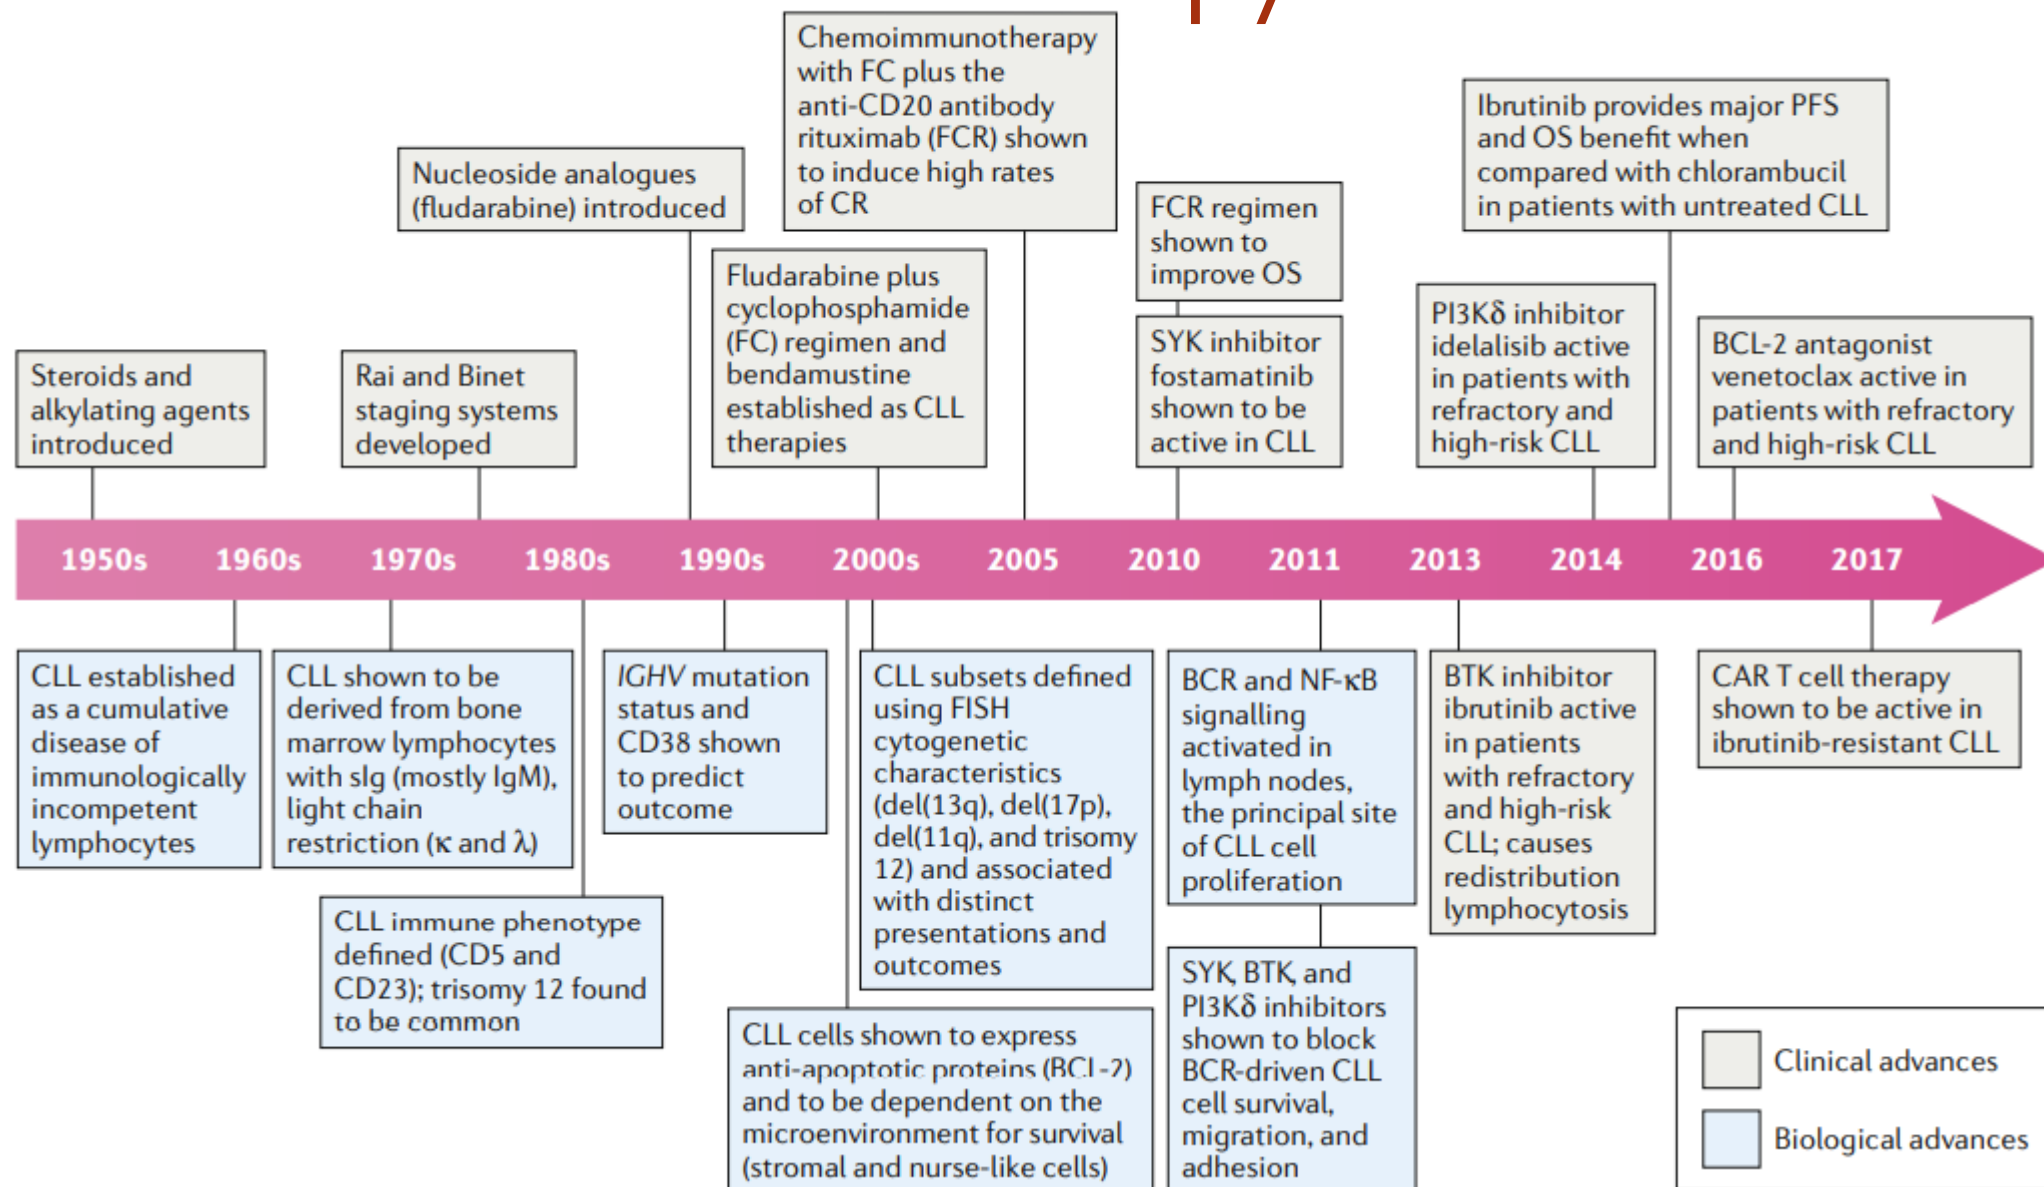 Chemoimmunotherapy
with FC plus the
anti-CD20 antibody
rituximab (FCR) shown
to induce high rates
of CR
Ibrutinib provides major PFS
and OS benefit when
compared with chlorambucil
in patients with untreated CLL
Nucleoside analogues
(fludarabine) introduced
FCR regimen
shown to
improve OS
Fludarabine plus
cyclophosphamide
(FC) regimen and
bendamustine
established as CLL
therapies
PI3Kδ inhibitor
idelalisib active
in patients with
refractory and
high-risk CLL
SYK inhibitor
fostamatinib
shown to be
active in CLL
BCL-2 antagonist
venetoclax active in
patients with refractory
and high-risk CLL
Steroids and
alkylating agents
introduced
Rai and Binet
staging systems
developed
1950s 1960s 1970s 1980s 1990s 2000s 2005 2010 2011 2013 2014 2016 2017
CLL established
as a cumulative
disease of
immunologically
incompetent
lymphocytes
CLL shown to be
derived from bone
marrow lymphocytes
with sIg (mostly IgM),
light chain
restriction (κ and λ)
IGHV mutation
status and
CD38 shown
to predict
outcome
CLL subsets defined
using FISH
cytogenetic
characteristics
(del(13q), del(17p),
del(11q), and trisomy
12) and associated
with distinct
presentations and
outcomes
BCR and NF-κB
signalling
activated in
lymph nodes,
the principal site
of CLL cell
proliferation
BTK inhibitor
ibrutinib active
in patients
with refractory
and high-risk
CLL; causes
redistribution
lymphocytosis
CAR T cell therapy
shown to be active in
ibrutinib-resistant CLL
CLL immune phenotype
defined (CD5 and
CD23); trisomy 12 found
to be common
CLL cells shown to express
anti-apoptotic proteins (BCL-2)
and to be dependent on the
microenvironment for survival
(stromal and nurse-like cells)
SYK, BTK, and
PI3Kδ inhibitors
shown to block
BCR-driven CLL
cell survival,
migration, and
adhesion
Clinical advances
Biological advances